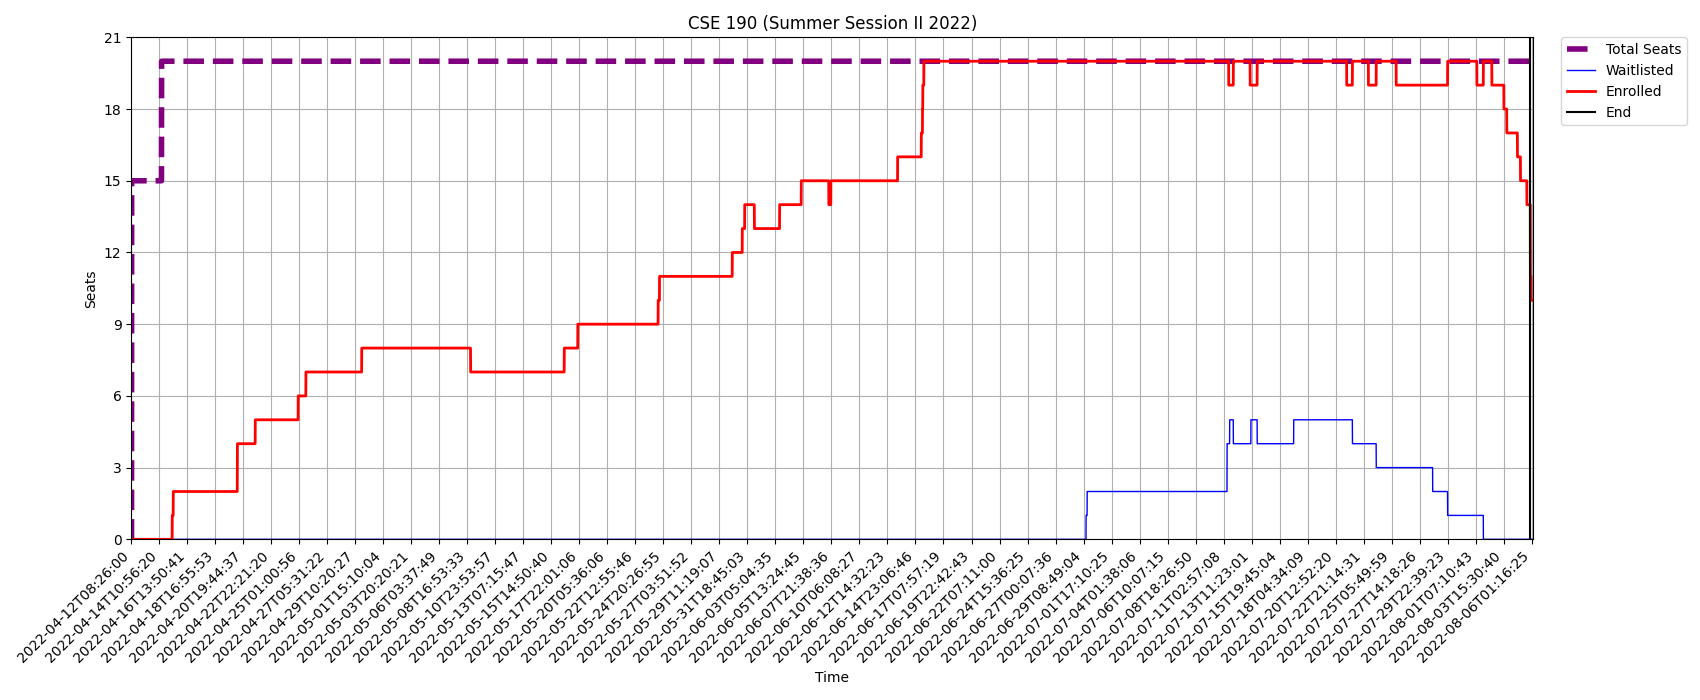 CSE 190 (Summer Session II 2022)
Total Seats
Waitlisted
Enrolled
End
21
18
15
12
9
6
3
0
Seats
2022-04-12T08:26:00
2022-04-14T10:56:20
2022-04-16T13:50:41
2022-04-18T16:55:53
2022-04-20T19:44:37
2022-04-22T22:21:20
2022-04-25T01:00:56
2022-04-27T05:31:22
2022-04-29T10:20:27
2022-05-01T15:10:04
2022-05-03T20:20:21
2022-05-06T03:37:49
2022-05-08T16:53:33
2022-05-10T23:53:57
2022-05-13T07:15:47
2022-05-15T14:50:40
2022-05-17T22:01:06
2022-05-20T05:36:06
2022-05-22T12:55:46
2022-05-24T20:26:55
2022-05-27T03:51:52
2022-05-29T11:19:07
2022-05-31T18:45:03
2022-06-03T05:04:35
2022-06-05T13:24:45
2022-06-07T21:38:36
2022-06-10T06:08:27
2022-06-12T14:32:23
2022-06-14T23:06:46
2022-06-17T07:57:19
2022-06-19T22:42:43
2022-06-22T07:11:00
2022-06-24T15:36:25
2022-06-27T00:07:36
2022-06-29T08:49:04
2022-07-01T17:10:25
2022-07-04T01:38:06
2022-07-06T10:07:15
2022-07-08T18:26:50
2022-07-11T02:57:08
2022-07-13T11:23:01
2022-07-15T19:45:04
2022-07-18T04:34:09
2022-07-20T12:52:20
2022-07-22T21:14:31
2022-07-25T05:49:59
2022-07-27T14:18:26
2022-07-29T22:39:23
2022-08-01T07:10:43
2022-08-03T15:30:40
2022-08-06T01:16:25
Time